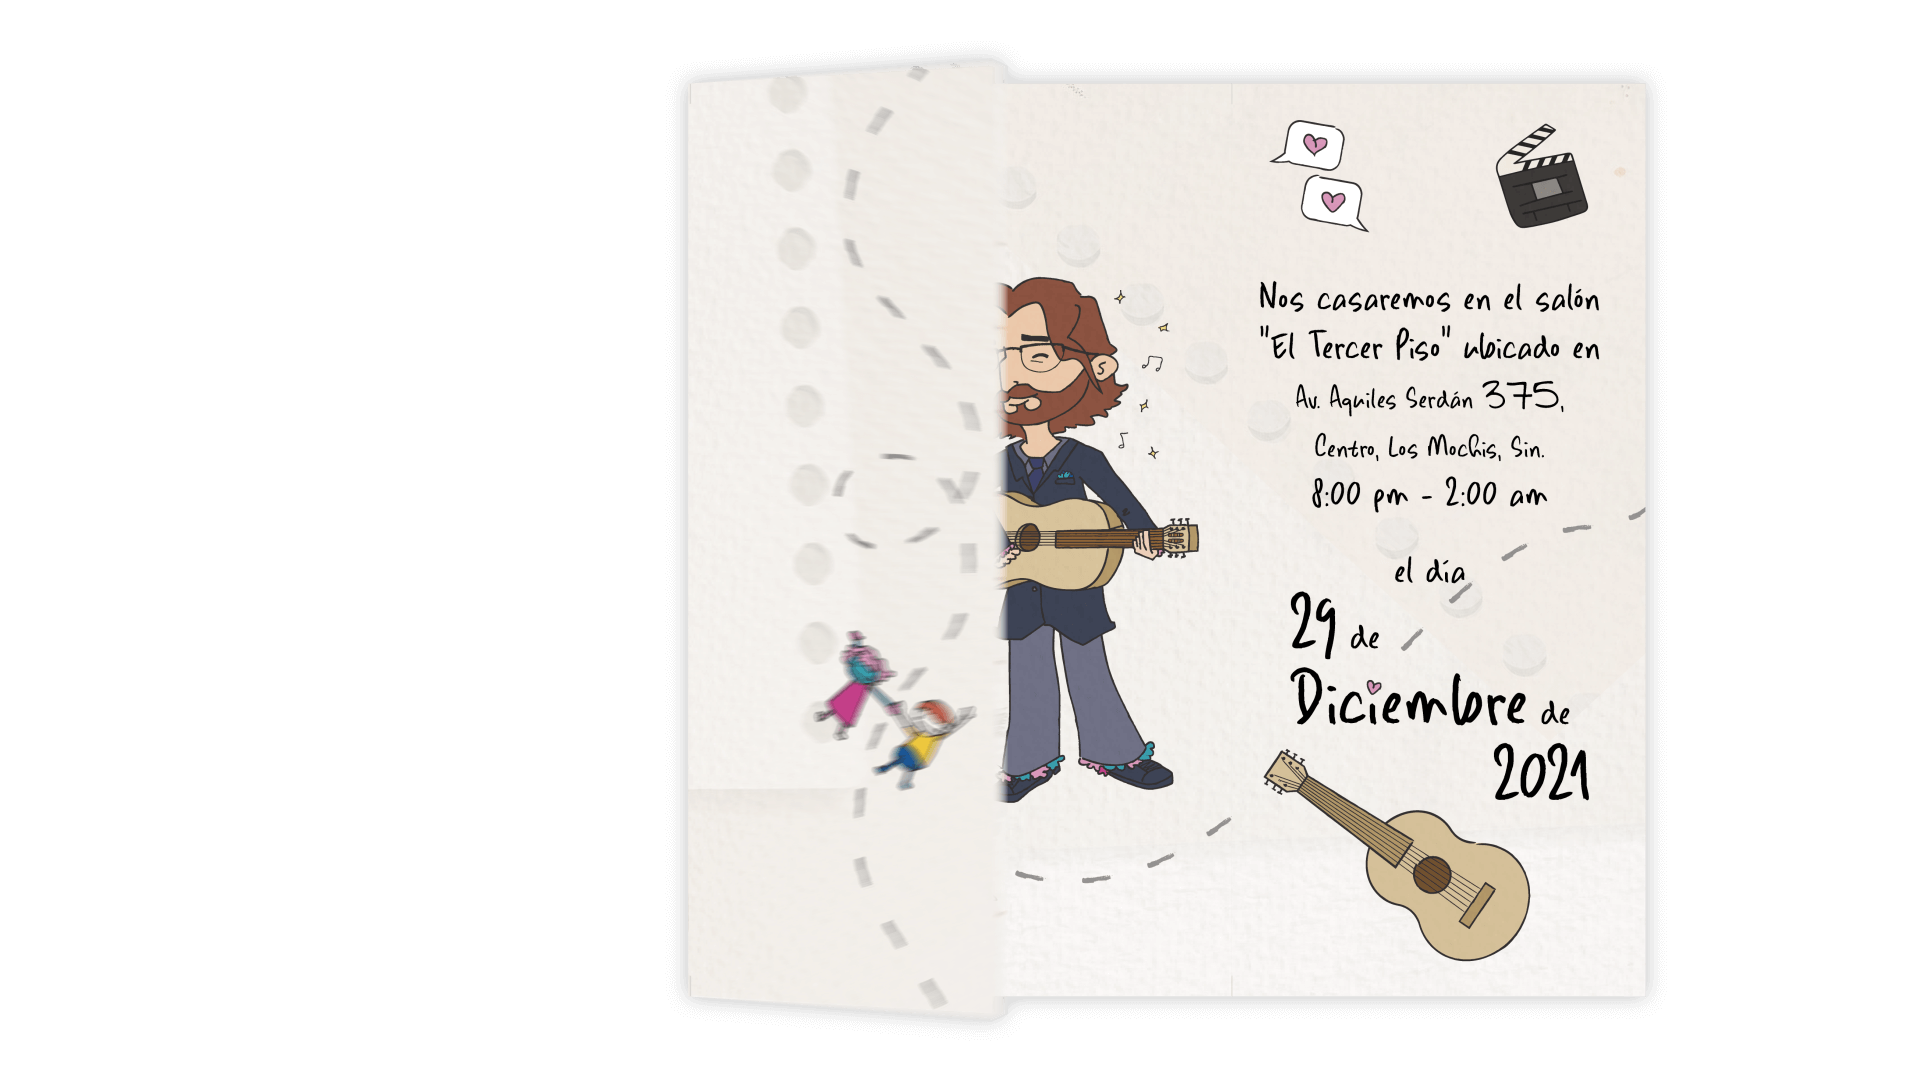 Nos casaremos en el salón
"El Tercer Piso" ubicado en
Av. Aquiles Serdán 375,
Centro, Los Mochis, Sin.
8:00 pm - 2:00 am
el día
29 de
Diciembre de
2021